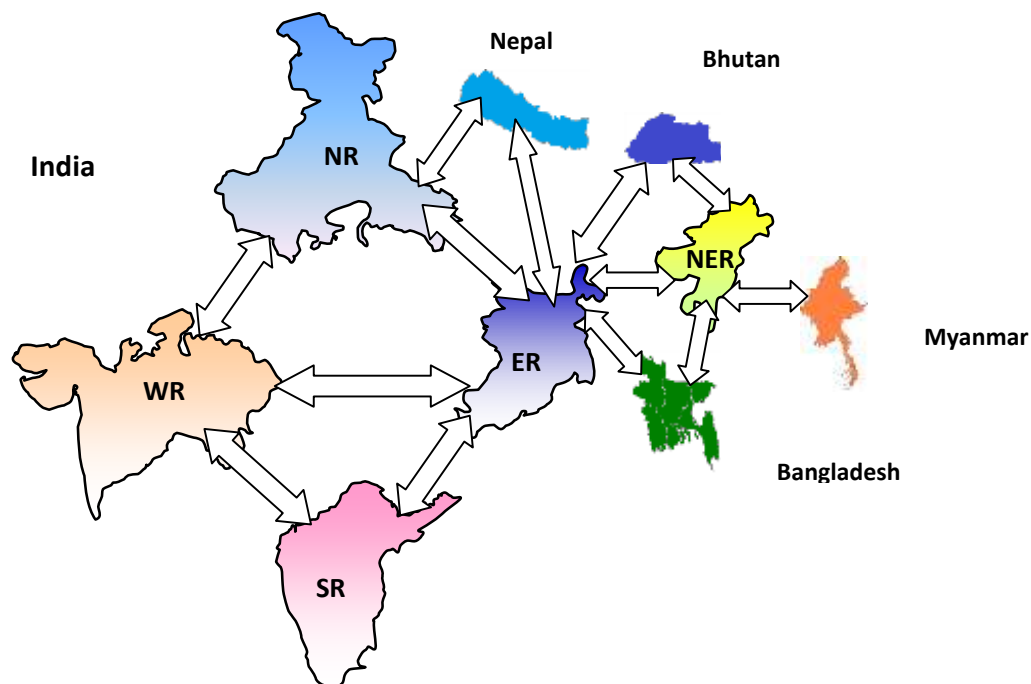 Nepal
Bhutan
India
NR
NER
Myanmar
ER
WR
Bangladesh
SR